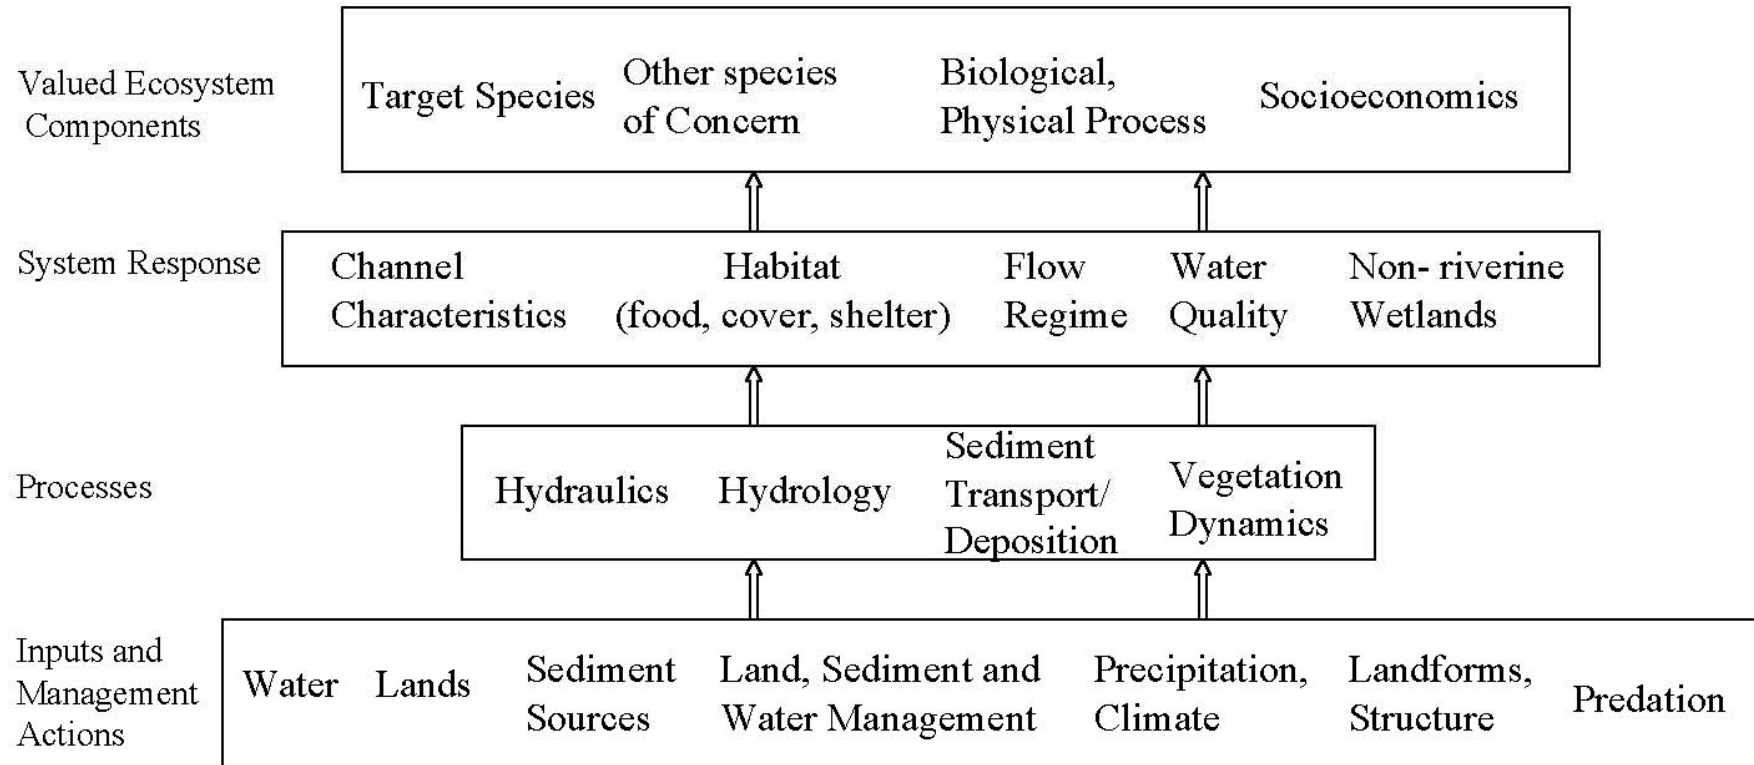 Valued Ecosystem
Components
Target Species
Other species
of Concern
Biological,
Physical Process
Socioeconomics
System Response
Channel
Characteristics
Habitat
(food, cover, shelter)
Flow
Regime
Water
Quality
Non- riverine
Wetlands
Processes
Hydraulics
Hydrology
Sediment
Transport/
Deposition
Vegetation
Dynamics
Inputs and
Management
Actions
Water
Lands
Sediment
Sources
Land, Sediment and
Water Management
Precipitation,
Climate
Landforms,
Structure
Predation